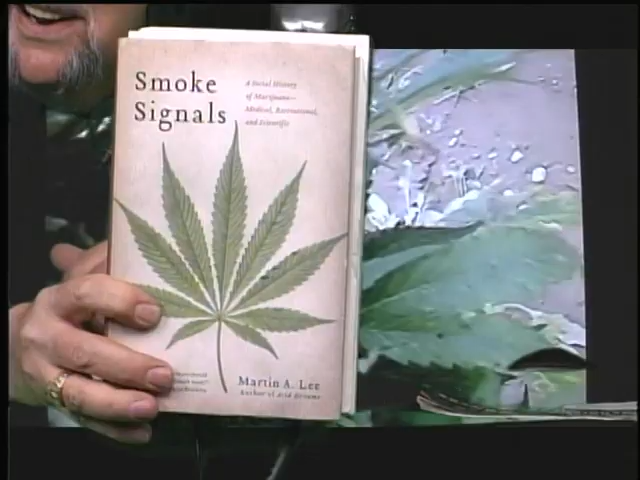 Smoke
Signals
A Social History
of Marijuana—
Medical, Recreational,
and Scientific
Martin A. Lee
Author of Acid Dreams